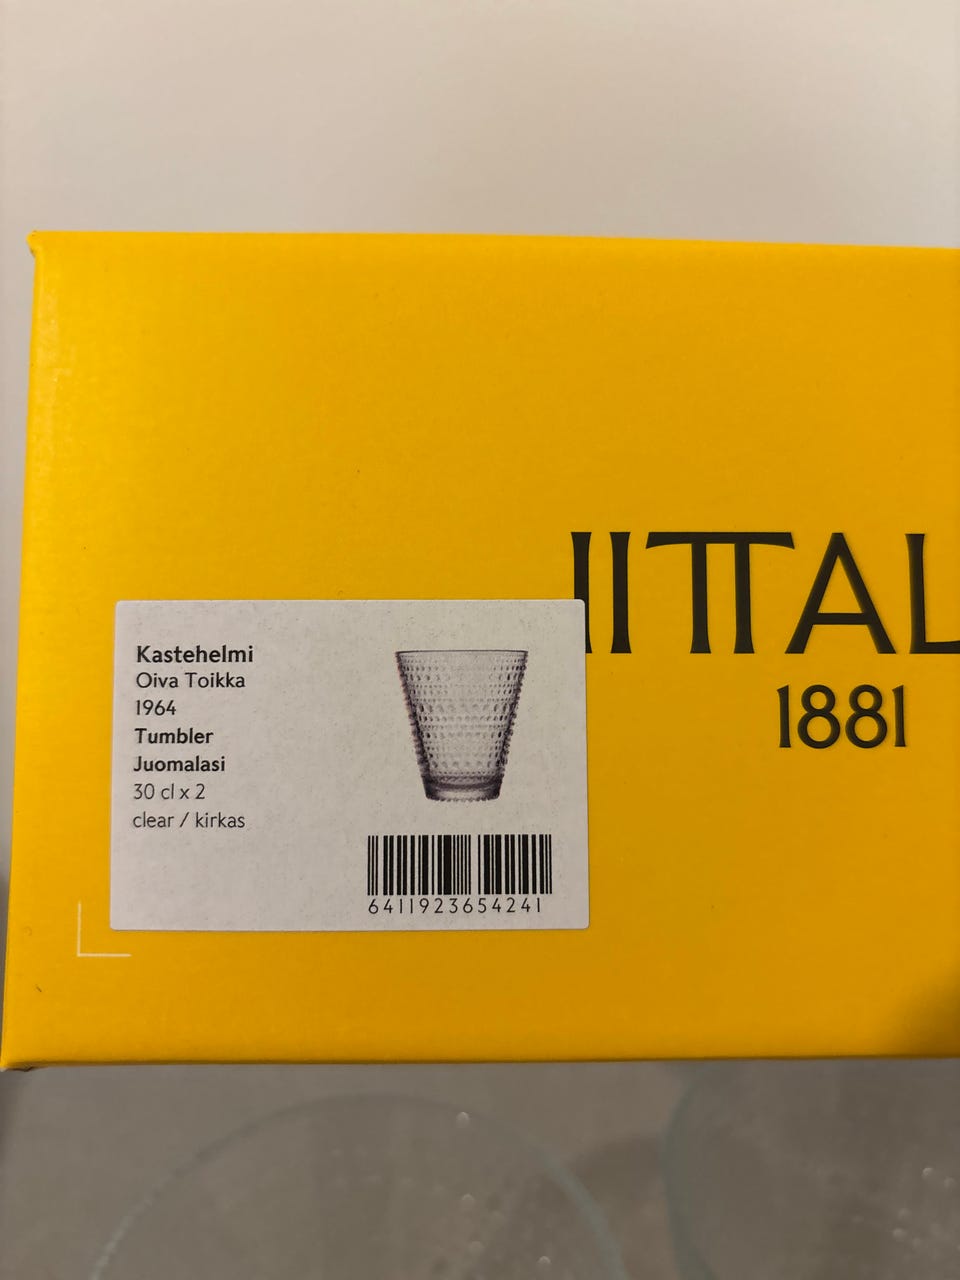 IITTAL
1881
Kastehelmi
Oiva Toikka
1964
Tumbler
Juomalasi
30 cl x 2
clear / kirkas
6411923654241